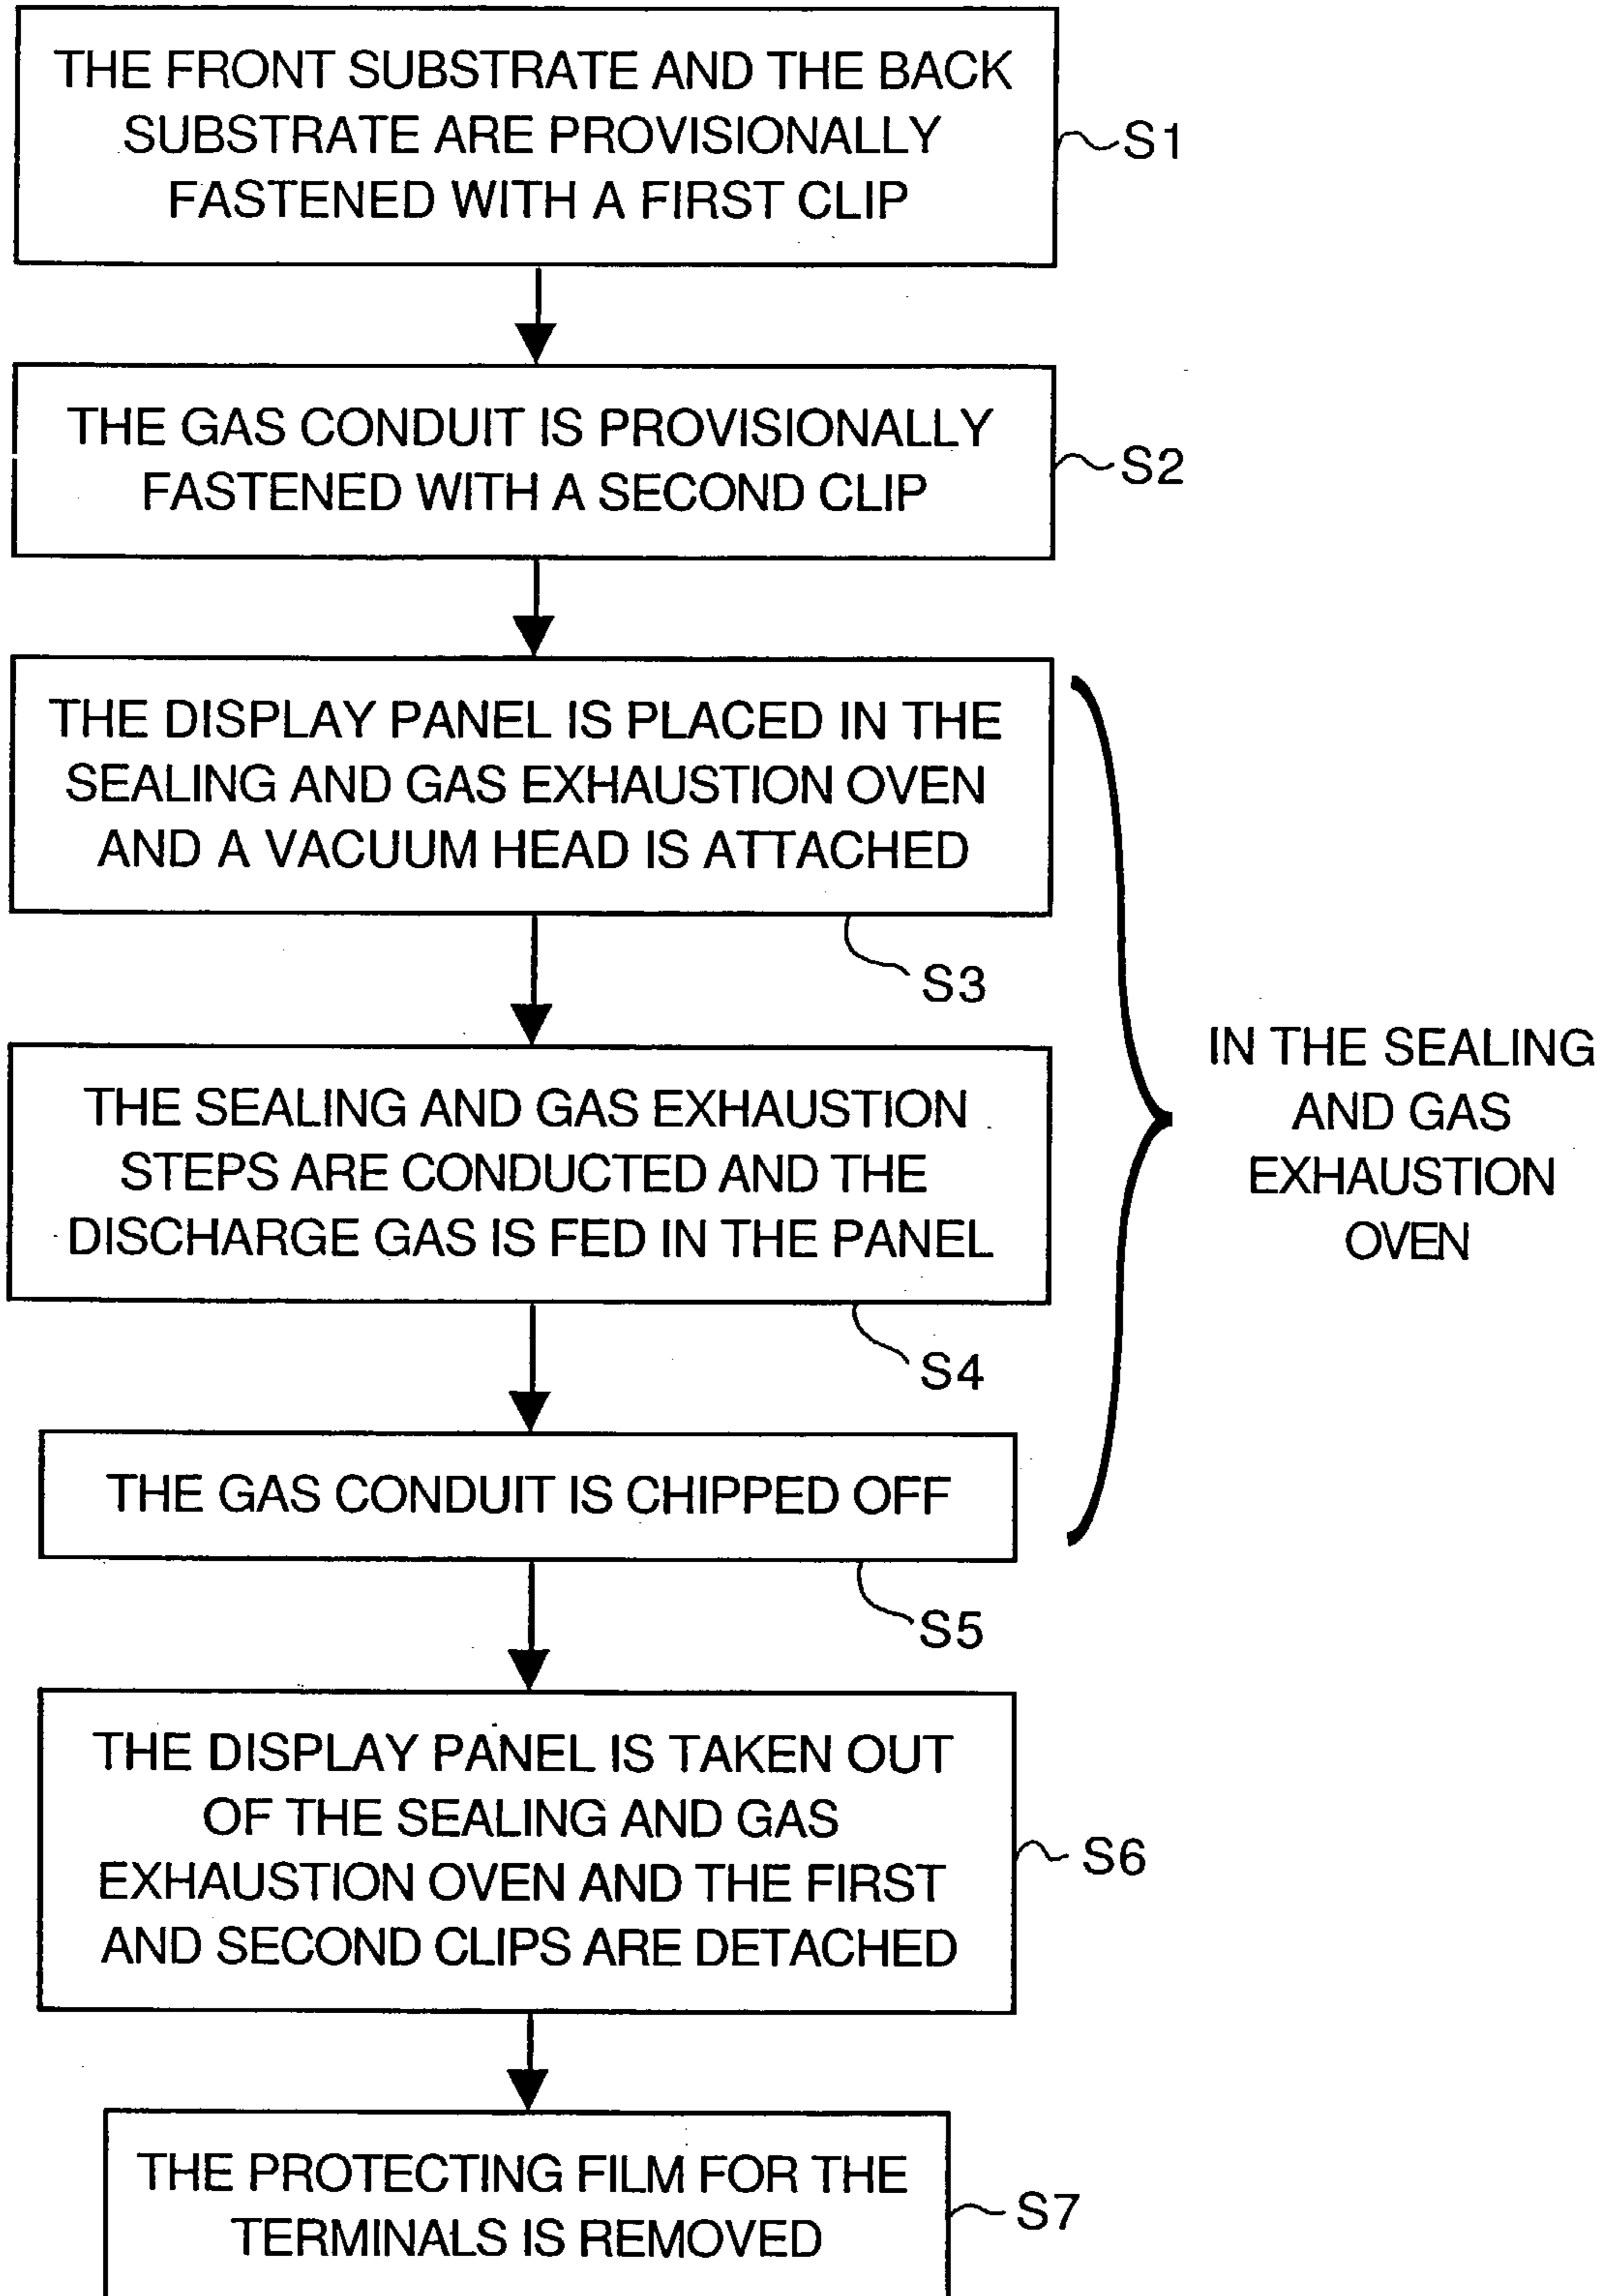 THE FRONT SUBSTRATE AND THE BACK
SUBSTRATE ARE PROVISIONALLY
FASTENED WITH A FIRST CLIP
S1
THE GAS CONDUIT IS PROVISIONALLY
FASTENED WITH A SECOND CLIP
S2
THE DISPLAY PANEL IS PLACED IN THE
SEALING AND GAS EXHAUSTION OVEN
AND A VACUUM HEAD IS ATTACHED
S3
THE SEALING AND GAS EXHAUSTION
STEPS ARE CONDUCTED AND THE
DISCHARGE GAS IS FED IN THE PANEL
S4
THE GAS CONDUIT IS CHIPPED OFF
S5
IN THE SEALING
AND GAS
EXHAUSTION
OVEN
THE DISPLAY PANEL IS TAKEN OUT
OF THE SEALING AND GAS
EXHAUSTION OVEN AND THE FIRST
AND SECOND CLIPS ARE DETACHED
S6
THE PROTECTING FILM FOR THE
TERMINALS IS REMOVED
S7